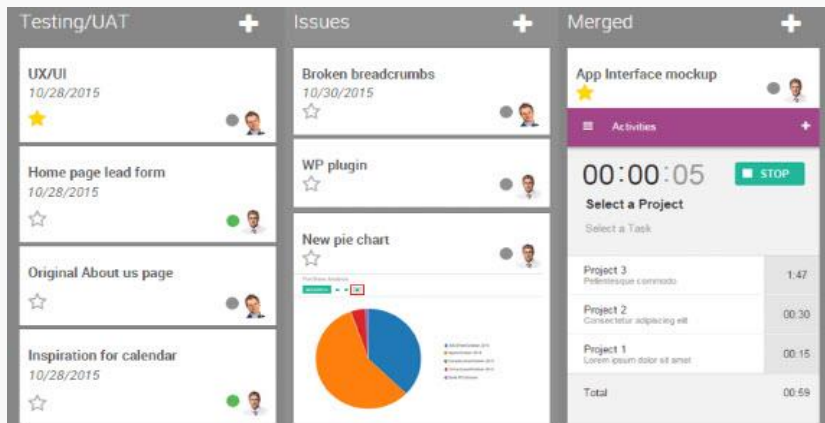 Testing/UAT
UX/UI
10/28/2015
Home page lead form
10/28/2015
Original About us page
Inspiration for calendar
10/28/2015
Issues
Broken breadcrumbs
10/30/2015
WP plugin
New pie chart
Merged
App Interface mockup
Activities
00:00:05
STOP
Select a Project
Select a Task
Project 3
Pellentesque commodo
1:47
Project 2
Consectetur adipiscing elit
00:30
Project 1
Lorem ipsum dolor sit amet
00:15
Total
00:59